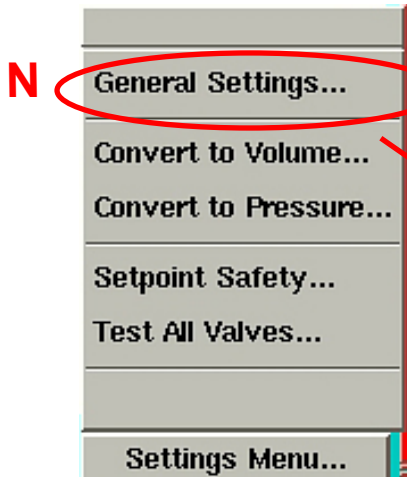 N
General Settings...
Convert to Volume...
Convert to Pressure...
Setpoint Safety...
Test All Valves...
Settings Menu...